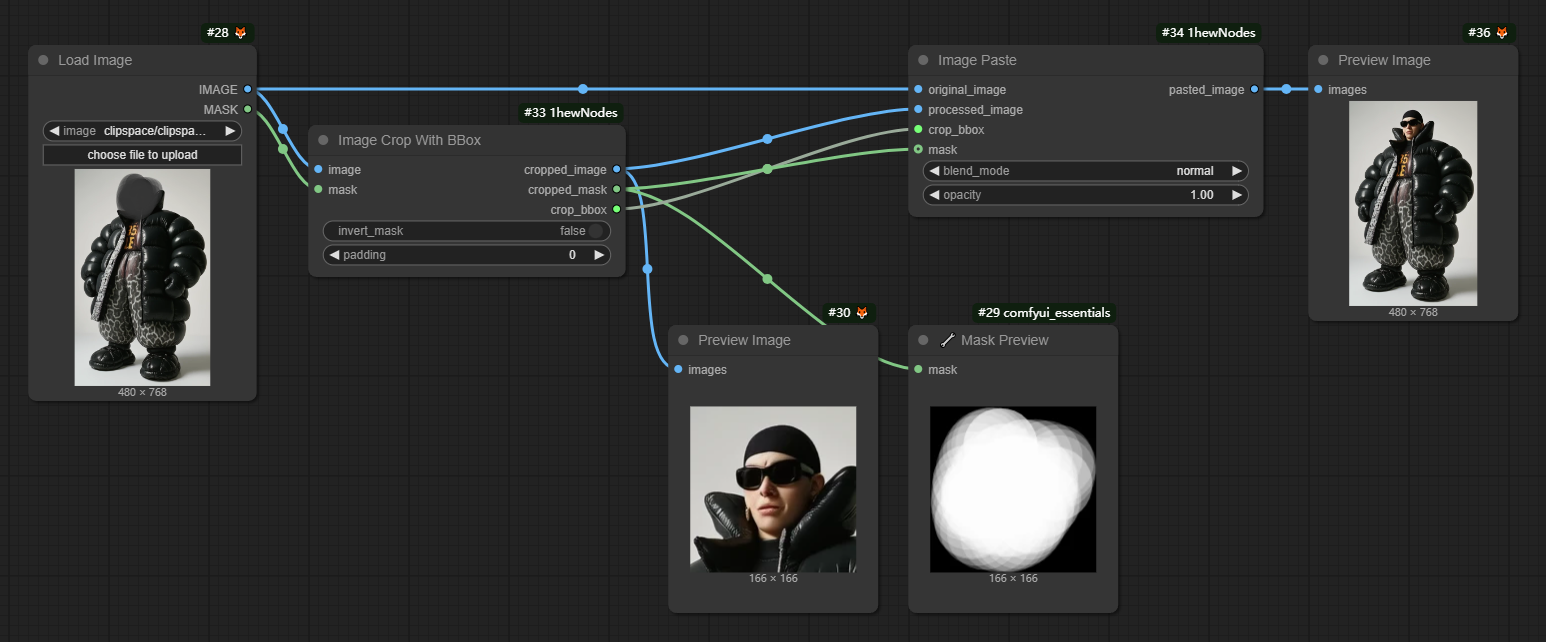 #28
Load Image
IMAGE
MASK
image clipspace/clipspa...
choose file to upload
480 × 768
#33 1hewNodes
Image Crop With BBox
image
cropped_image
mask
cropped_mask
crop_bbox
invert_mask false
padding 0
#30
Preview Image
images
166 × 166
#29 comfyui_essentials
Mask Preview
mask
166 × 166
#34 1hewNodes
Image Paste
original_image
pasted_image
processed_image
crop_bbox
mask
blend_mode normal
opacity 1.00
#36
Preview Image
images
480 × 768